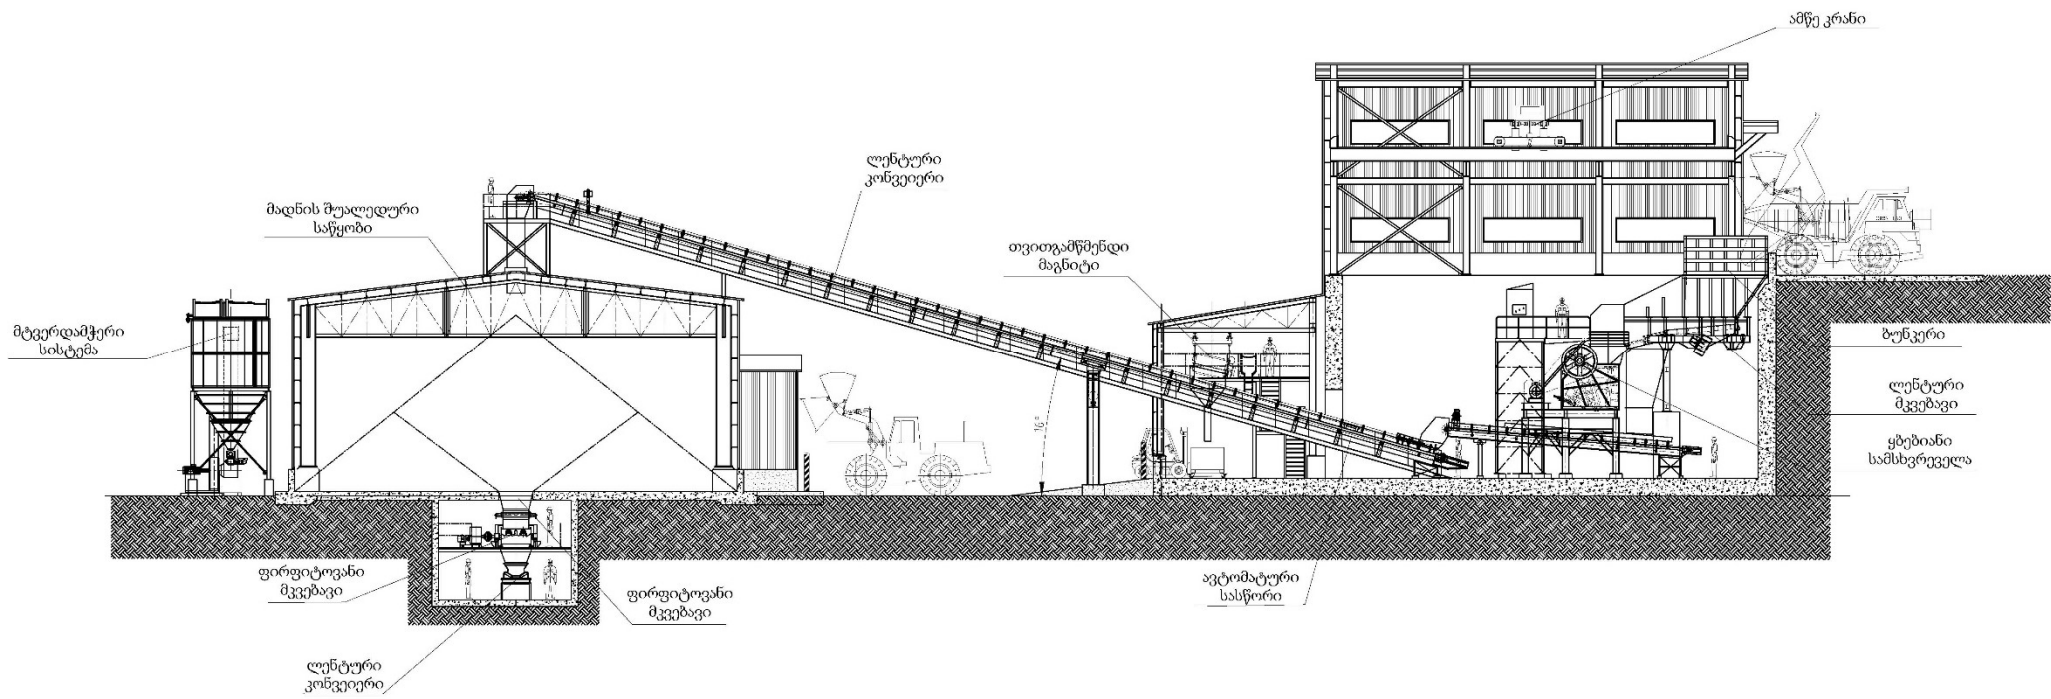 ამწე კრანი
ლენტური
კონვეიერი
მადნის შუალედური
საწყობი
თვითგამწმენდი
მაგნიტი
მტვერდამჭერი
სისტემა
ბუნკერი
ლენტური
მკვებავი
ყბებიანი
სამსხვრეველა
16°
ფირფიტოვანი
მკვებავი
ფირფიტოვანი
მკვებავი
ავტომატური
სასწორი
ლენტური
კონვეიერი